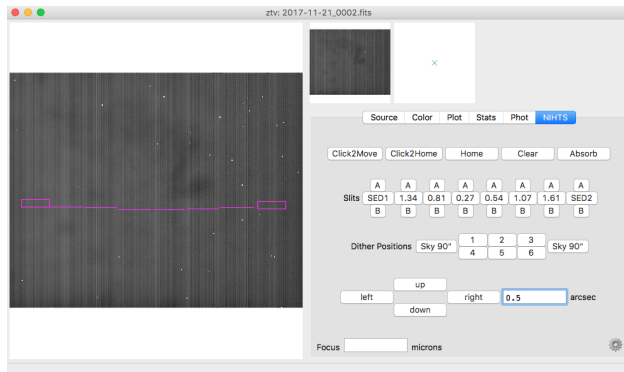 ztv: 2017-11-21_0002.fits
Source Color Plot Stats Phot NIHTS
Click2Move Click2Home Home Clear Absorb
A A A A A A A A
Slits SED1 1.34 0.81 0.27 0.54 1.07 1.61 SED2
B B B B B B B B
Dither Positions Sky 90° 1 2 3 Sky 90°
4 5 6
up
left right 0.5 arcsec
down
Focus microns